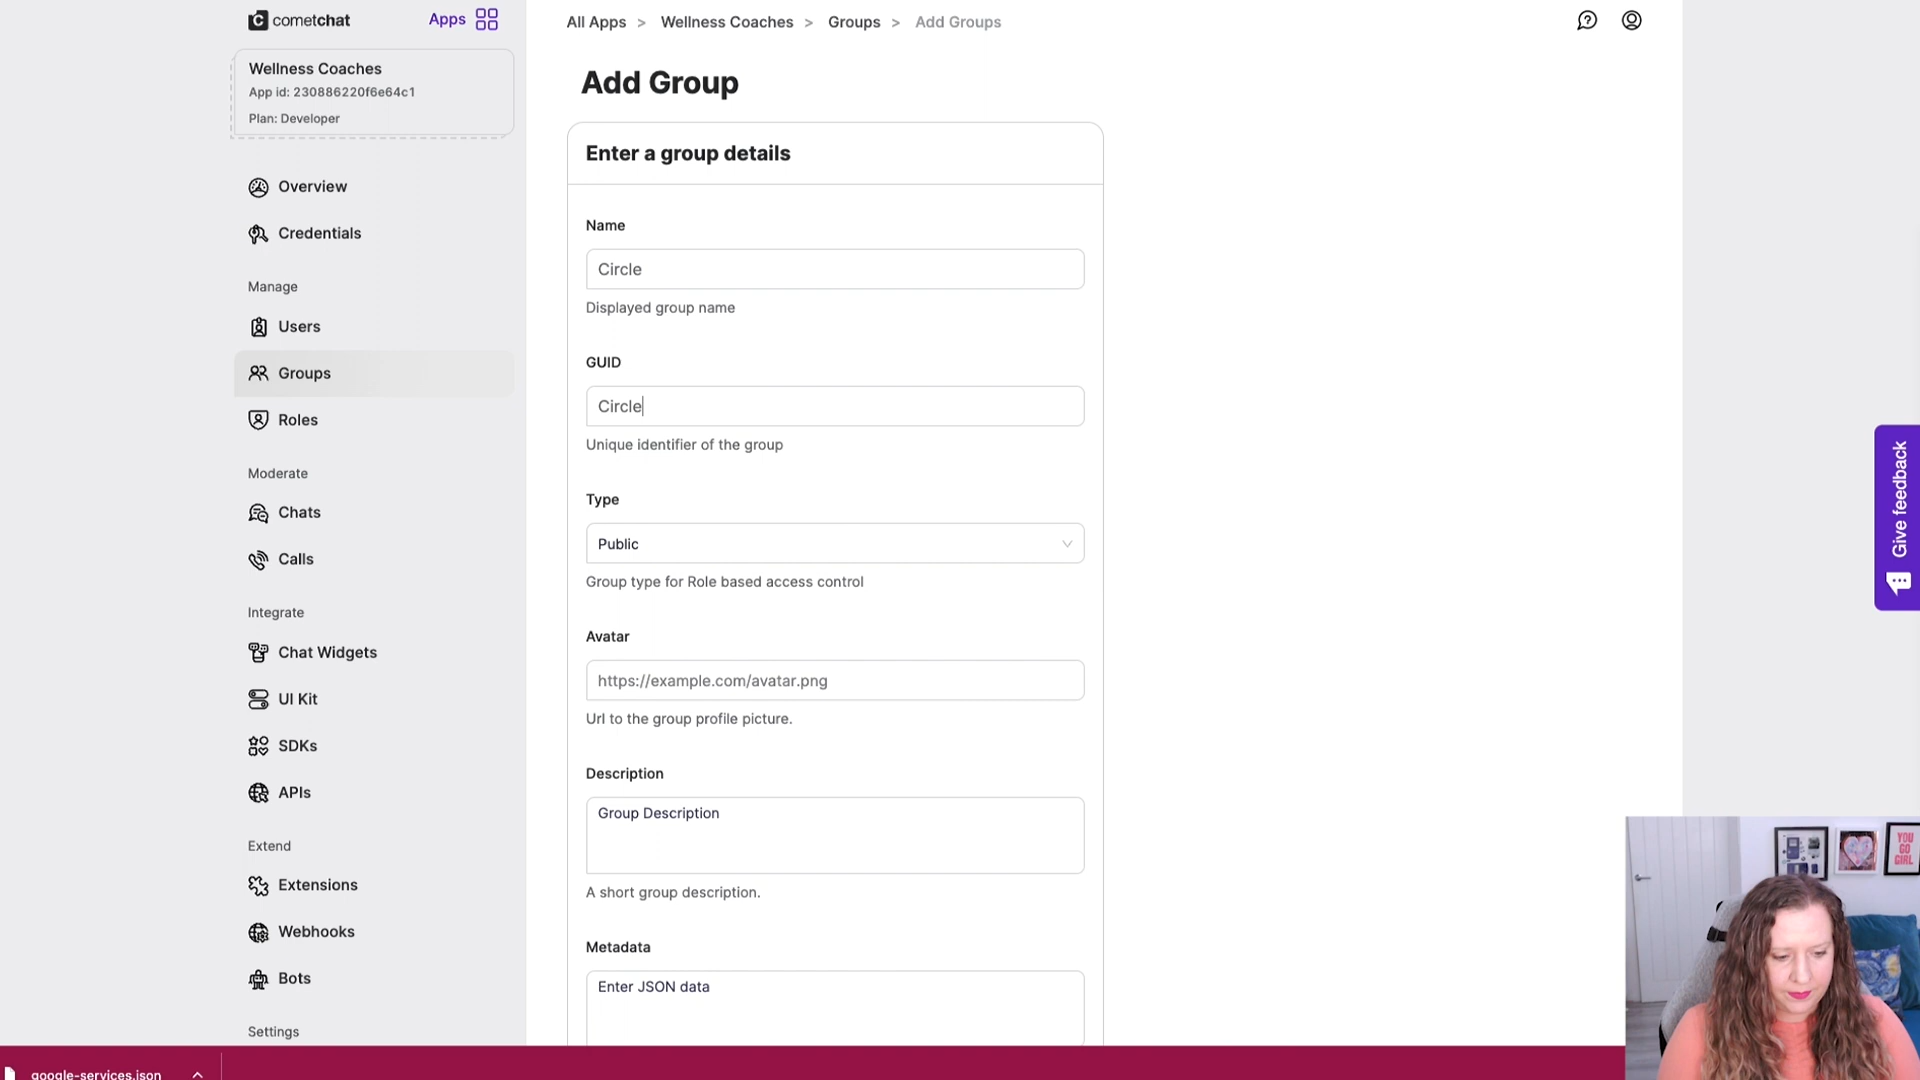 cometchat
Apps
Wellness Coaches
App id: 230886220f6e64c1
Plan: Developer
Overview
Credentials
Manage
Users
Groups
Roles
Moderate
Chats
Calls
Integrate
Chat Widgets
UI Kit
SDKs
APIs
Extend
Extensions
Webhooks
Bots
Settings
All Apps > Wellness Coaches > Groups > Add Groups
Add Group
Enter a group details
Name
Circle
Displayed group name
GUID
Circle
Unique identifier of the group
Type
Public
Group type for Role based access control
Avatar
https://example.com/avatar.png
Url to the group profile picture.
Description
Group Description
A short group description.
Metadata
Enter JSON data
Give feedback
YOU
GO
GIRL
google-services.json